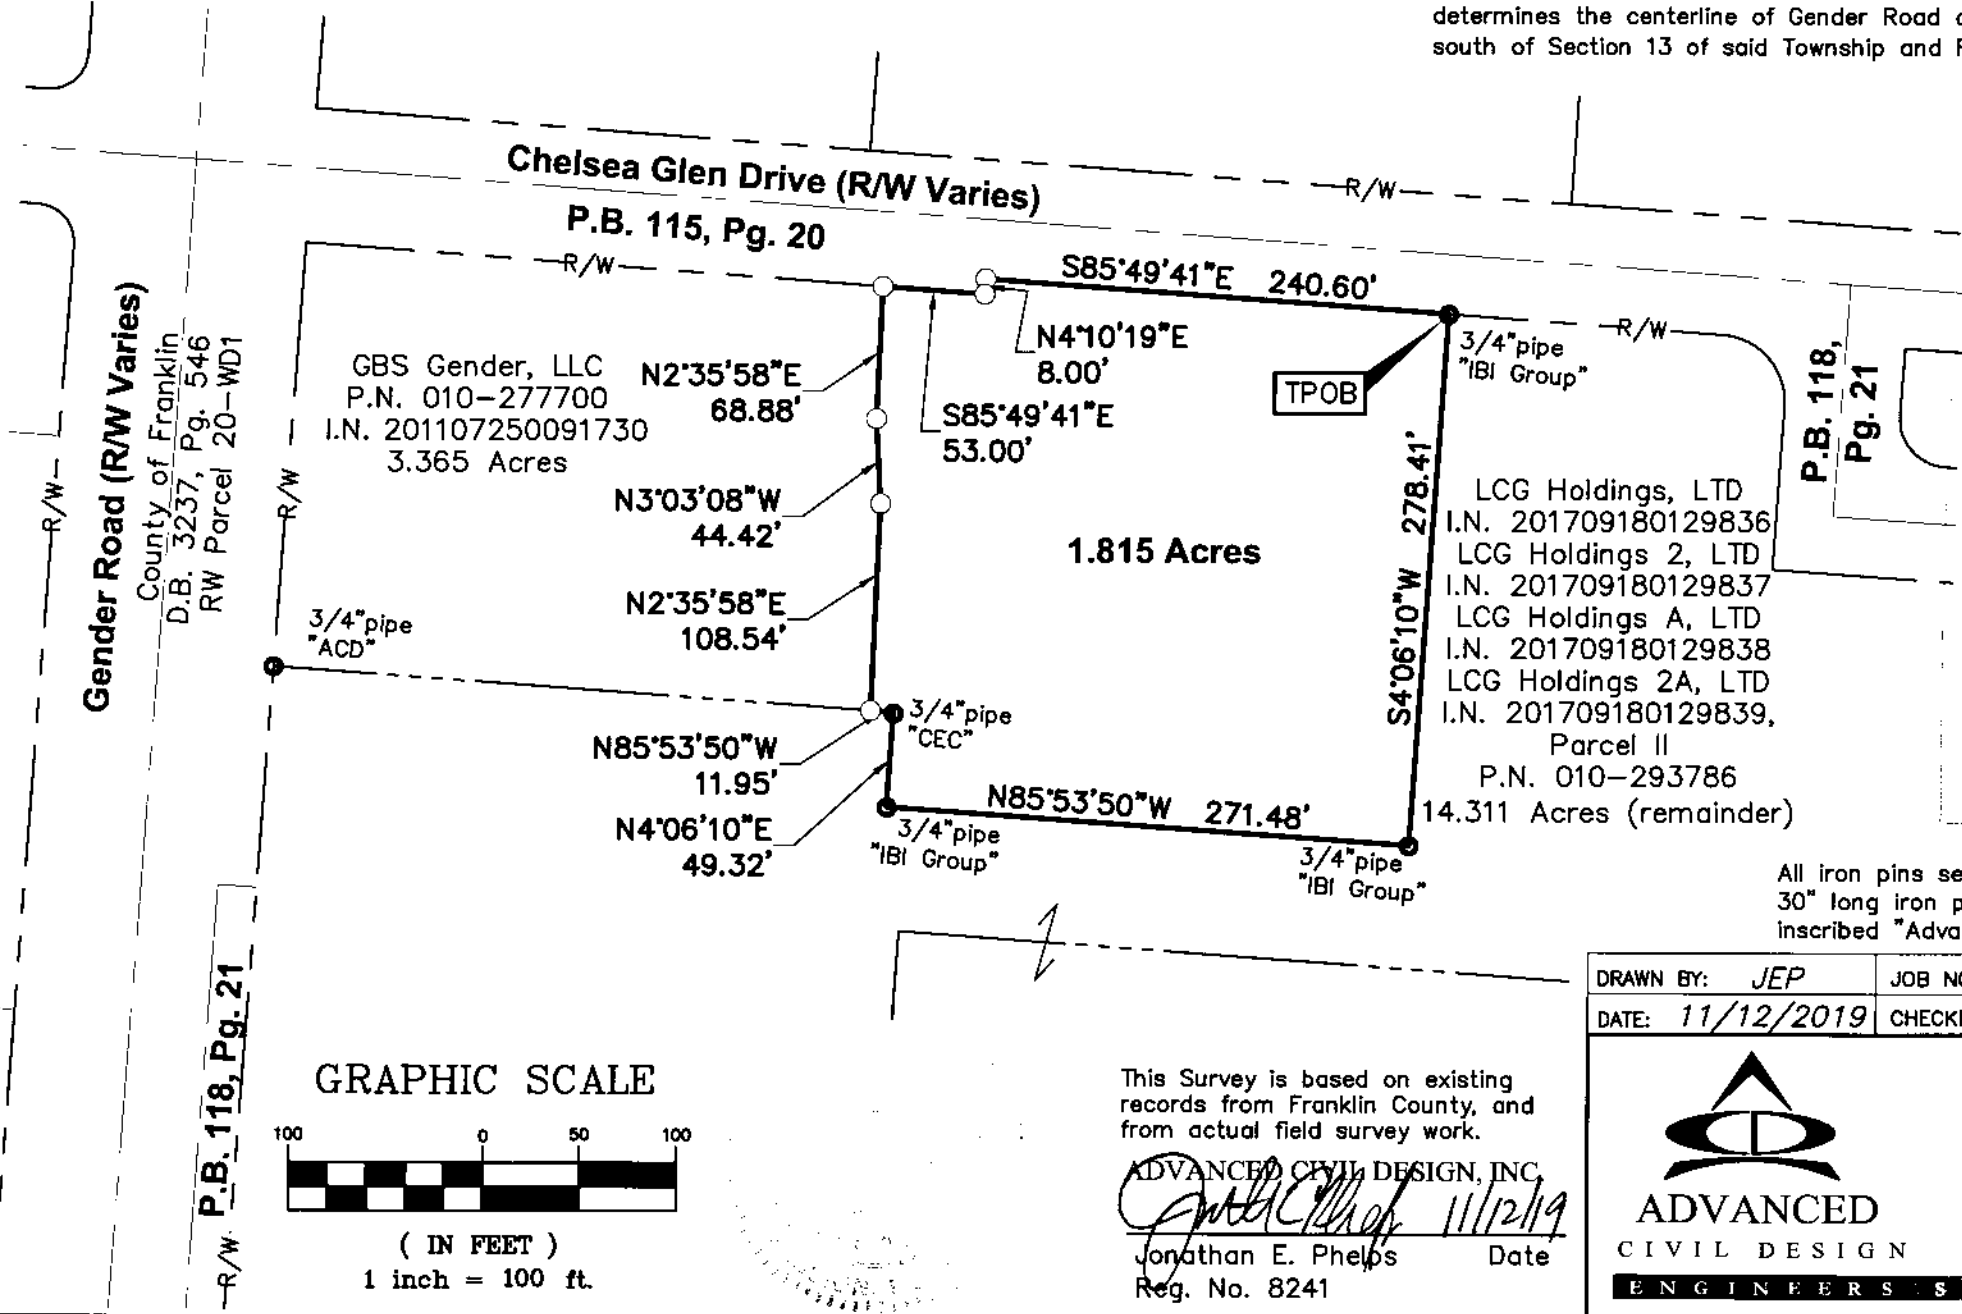 determines the centerline of Gender Road
south of Section 13 of said Township and
Chelsea Glen Drive (R/W Varies)
P.B. 115, Pg. 20
R/W
R/W
S85°49'41"E 240.60'
R/W
3/4"pipe
"IBI Group"
TPOB
N4°10'19"E
8.00'
S85°49'41"E
53.00'
GBS Gender, LLC
P.N. 010-277700
I.N. 201107250091730
3.365 Acres
N2°35'58"E
68.88'
N3°03'08"W
44.42'
N2°35'58"E
108.54'
1.815 Acres
S4°06'10"W 278.41'
P.B. 118,
Pg. 21
LCG Holdings, LTD
I.N. 201709180129836
LCG Holdings 2, LTD
I.N. 201709180129837
LCG Holdings A, LTD
I.N. 201709180129838
LCG Holdings 2A, LTD
I.N. 201709180129839,
Parcel II
P.N. 010-293786
14.311 Acres (remainder)
Gender Road (R/W Varies)
County of Franklin
D.B. 3237, Pg. 546
RW Parcel 20-WD1
R/W
R/W
3/4"pipe
"ACD"
3/4"pipe
"CEC"
N85°53'50"W
11.95'
N4°06'10"E
49.32'
N85°53'50"W 271.48'
3/4"pipe
"IBI Group"
3/4"pipe
"IBI Group"
P.B. 118, Pg. 21
R/W
All iron pins
30" long iron
inscribed
DRAWN BY: JEP
JOB
DATE: 11/12/2019
GRAPHIC SCALE
100 0 50 100
( IN FEET )
1 inch = 100 ft.
This Survey is based on existing
records from Franklin County, and
from actual field survey work.
ADVANCED CIVIL DESIGN, INC.
11/12/19
Jonathan E. Phelps Date
Reg. No. 8241
ADVANCED
CIVIL DESIGN
ENGINEERS